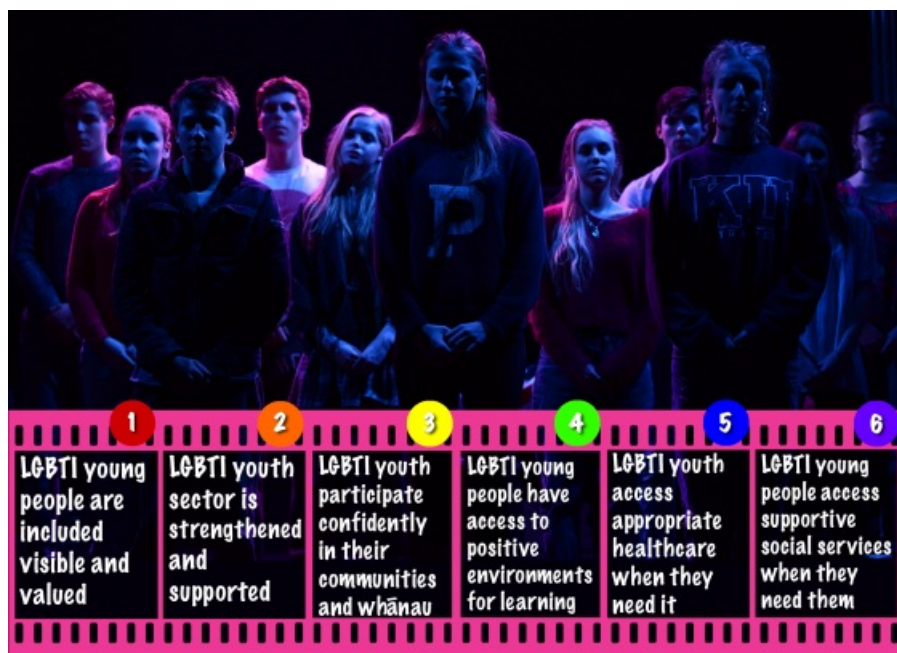 P
KU
1
LGBTI young
people are
included
visible and
valued
2
LGBTI youth
sector is
strengthened
and
supported
3
LGBTI youth
participate
confidently
in their
communities
and whānau
4
LGBTI young
people have
access to
positive
environments
for learning
5
LGBTI youth
access
appropriate
healthcare
when they
need it
6
LGBTI young
people access
supportive
social services
when they
need them